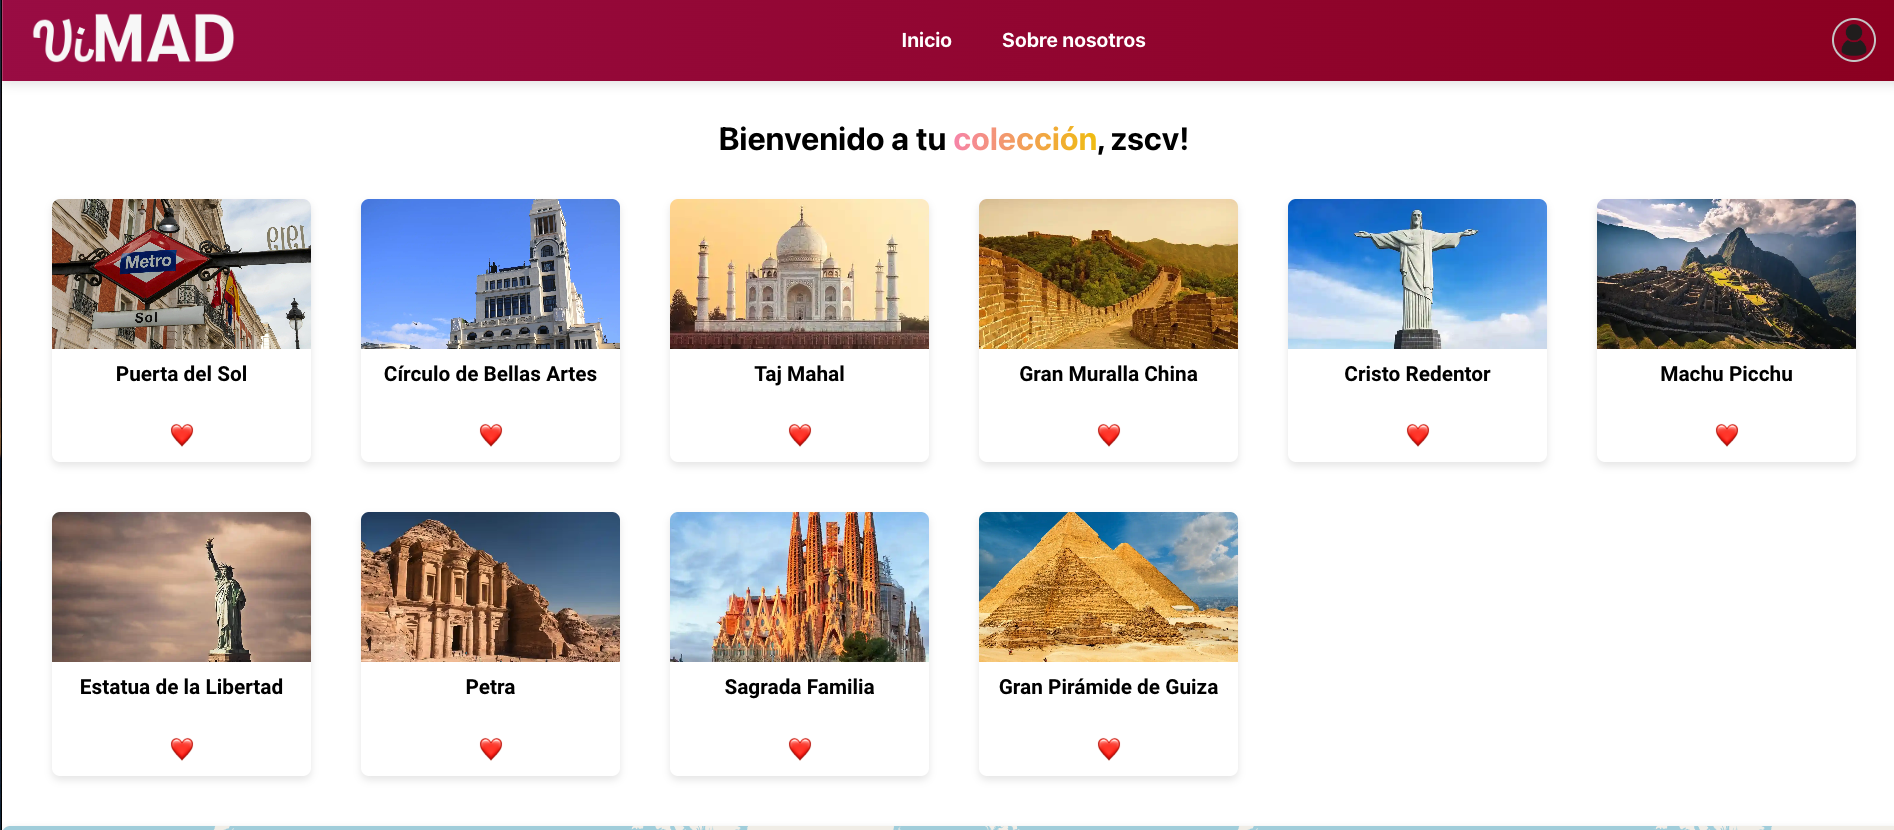 ViMAD
Inicio
Sobre nosotros
Bienvenido a tu colección, zscv!
Metro
Sol
1919
Puerta del Sol
Círculo de Bellas Artes
Taj Mahal
Gran Muralla China
Cristo Redentor
Machu Picchu
❤️ ❤️ ❤️ ❤️ ❤️ ❤️
Estatua de la Libertad
Petra
Sagrada Familia
Gran Pirámide de Guiza
❤️ ❤️ ❤️ ❤️